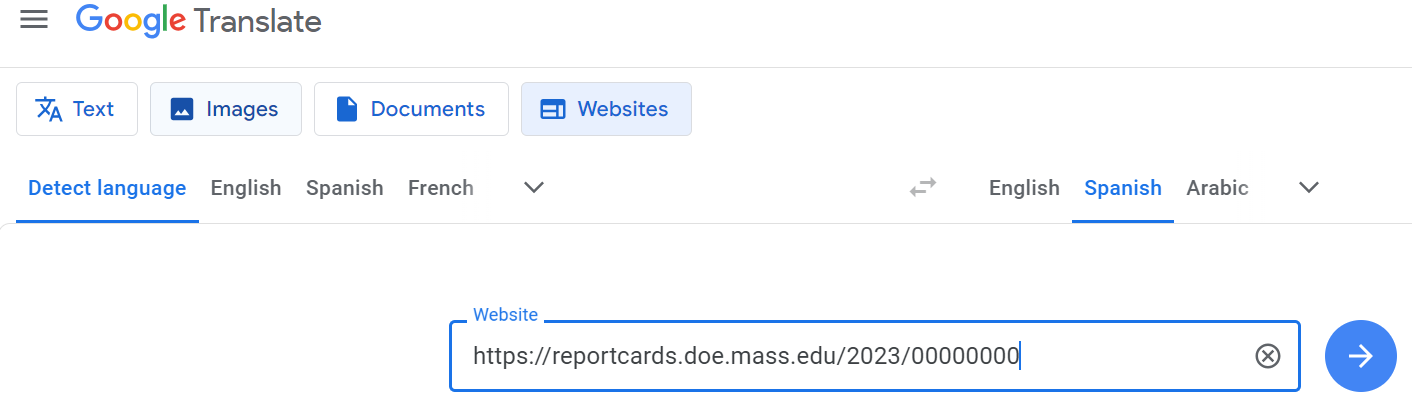 Google Translate
Text Images Documents Websites
Detect language English Spanish French English Spanish Arabic
Website
https://reportcards.doe.mass.edu/2023/00000000